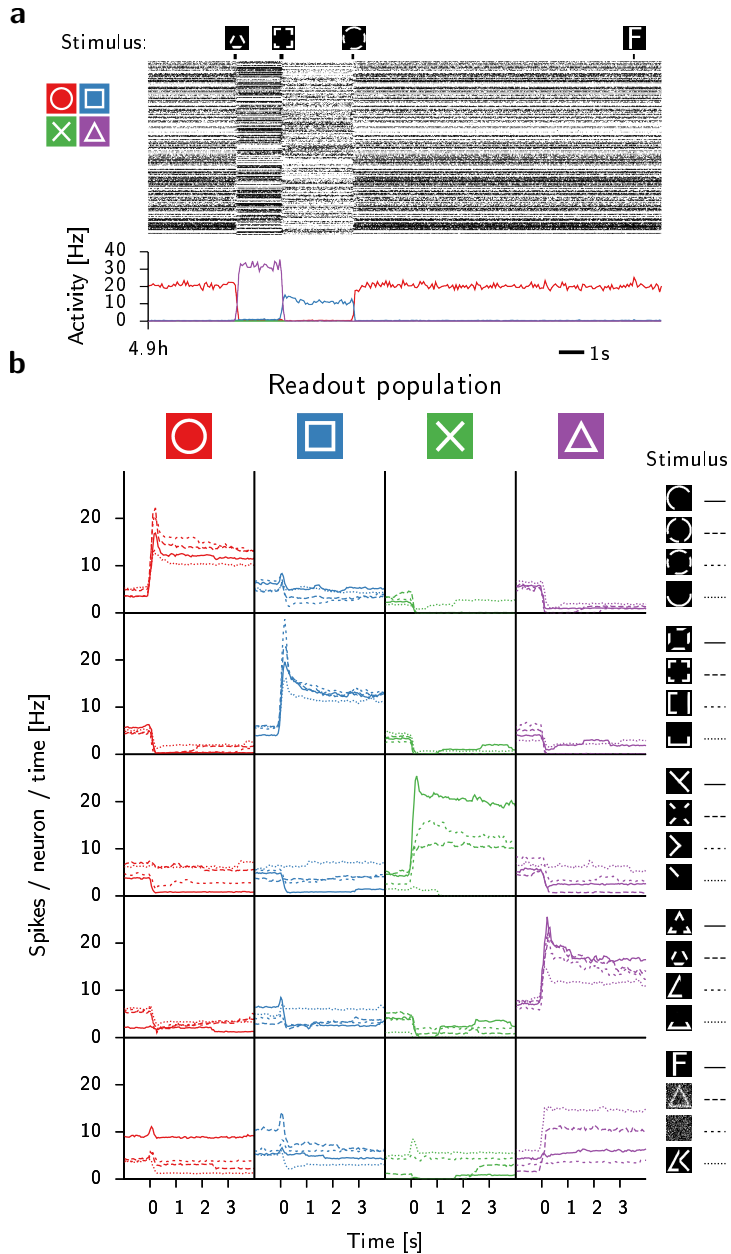 a
Stimulus:
F
Activity [Hz]
40
30
20
10
0
4.9h
1s
b
Readout population
Stimulus
Spikes / neuron / time [Hz]
20
10
0
20
10
0
20
10
0
20
10
0
F
20
10
0
0 1 2 3 0 1 2 3 0 1 2 3 0 1 2 3
Time [s]